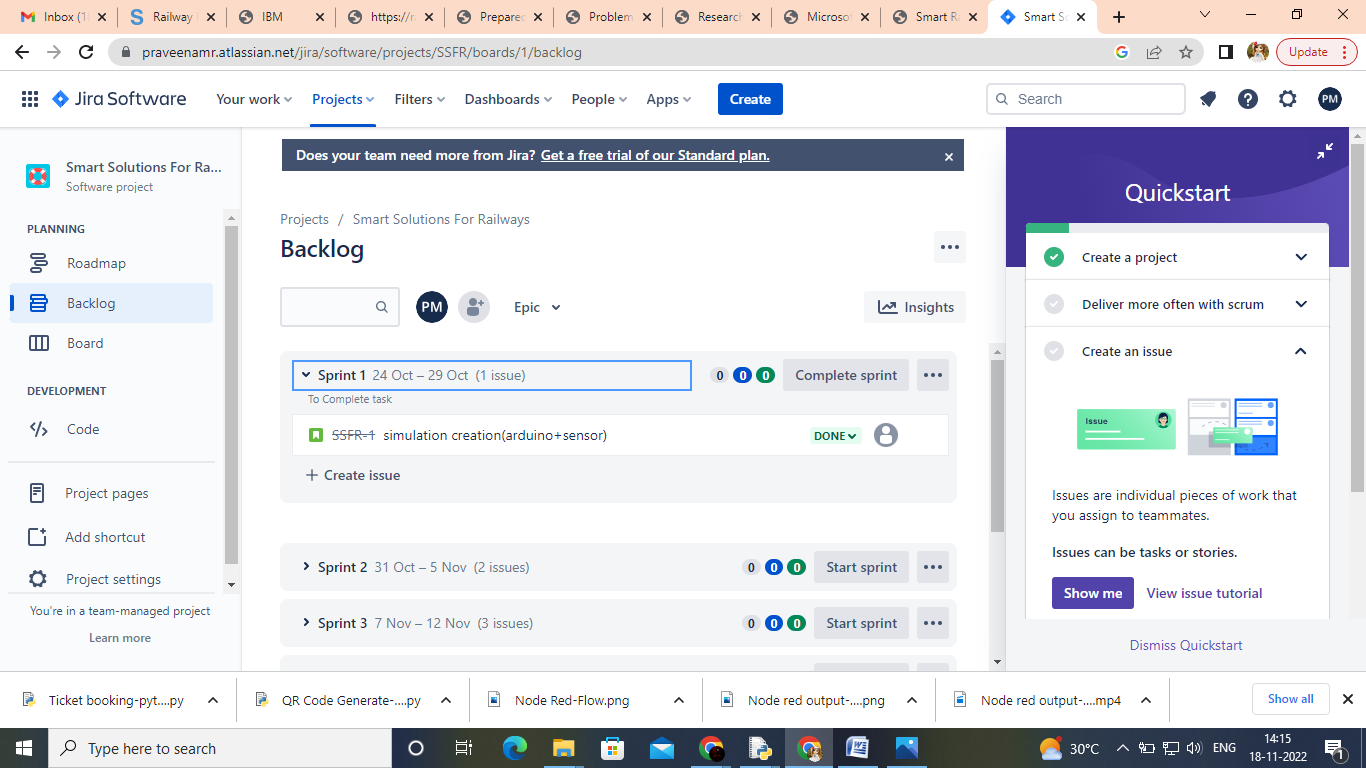 Inbox (1
Railway
IBM
https://r
Prepared
Problem
Research
Microso
Smart Ra
Smart So
praveenamr.atlassian.net/jira/software/projects/SSFR/boards/1/backlog
Update
Jira Software
Your work
Projects
Filters
Dashboards
People
Apps
Create
Search
PM
Smart Solutions For Ra...
Software project
PLANNING
Roadmap
Backlog
Board
DEVELOPMENT
Code
Project pages
Add shortcut
Project settings
You're in a team-managed project
Learn more
Does your team need more from Jira? Get a free trial of our Standard plan.
Projects / Smart Solutions For Railways
Backlog
PM
Epic
Insights
Sprint 1 24 Oct – 29 Oct (1 issue)
0 0 0
Complete sprint
To Complete task
SSFR-1 simulation creation(arduino+sensor)
DONE
+ Create issue
Sprint 2 31 Oct – 5 Nov (2 issues)
0 0 0
Start sprint
Sprint 3 7 Nov – 12 Nov (3 issues)
0 0 0
Start sprint
Quickstart
Create a project
Deliver more often with scrum
Create an issue
Issue
Issues are individual pieces of work that
you assign to teammates.
Issues can be tasks or stories.
Show me
View issue tutorial
Dismiss Quickstart
Ticket booking-pyt....py
QR Code Generate-....py
Node Red-Flow.png
Node red output-....png
Node red output-....mp4
Show all
Type here to search
30°C
ENG
14:15
18-11-2022
1